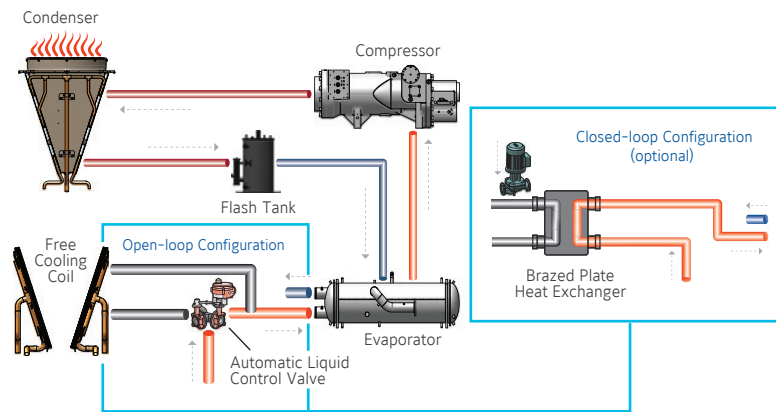 Condenser
Compressor
Closed-loop Configuration
(optional)
Flash Tank
Free
Cooling
Coil
Open-loop Configuration
Brazed Plate
Heat Exchanger
Evaporator
Automatic Liquid
Control Valve